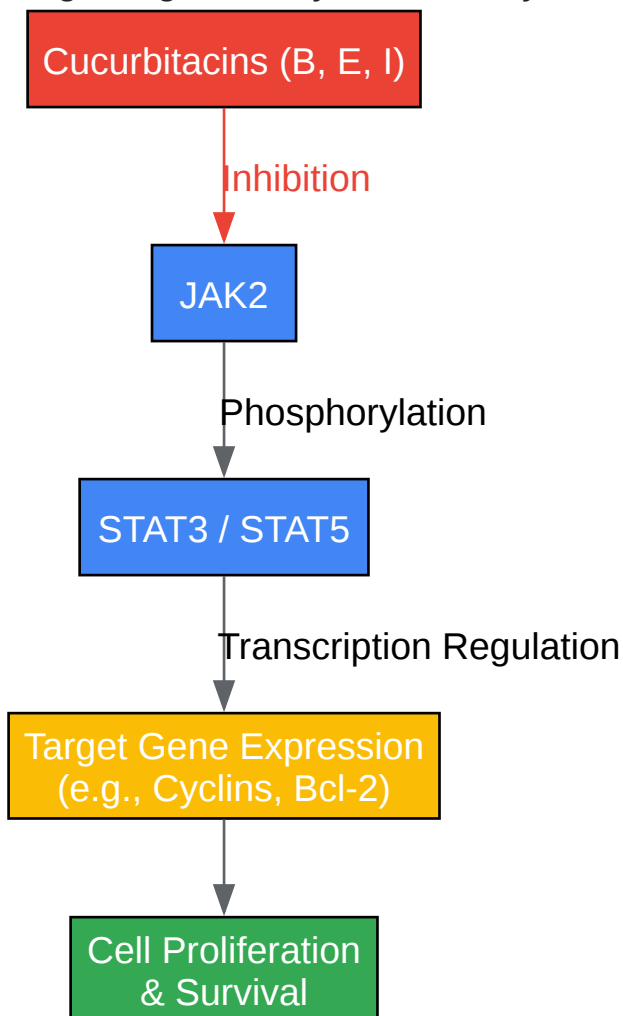 Cucurbitacins (B, E, I)
Inhibition
JAK2
Phosphorylation
STAT3 / STAT5
Transcription Regulation
Target Gene Expression
(e.g., Cyclins, Bcl-2)
Cell Proliferation
& Survival